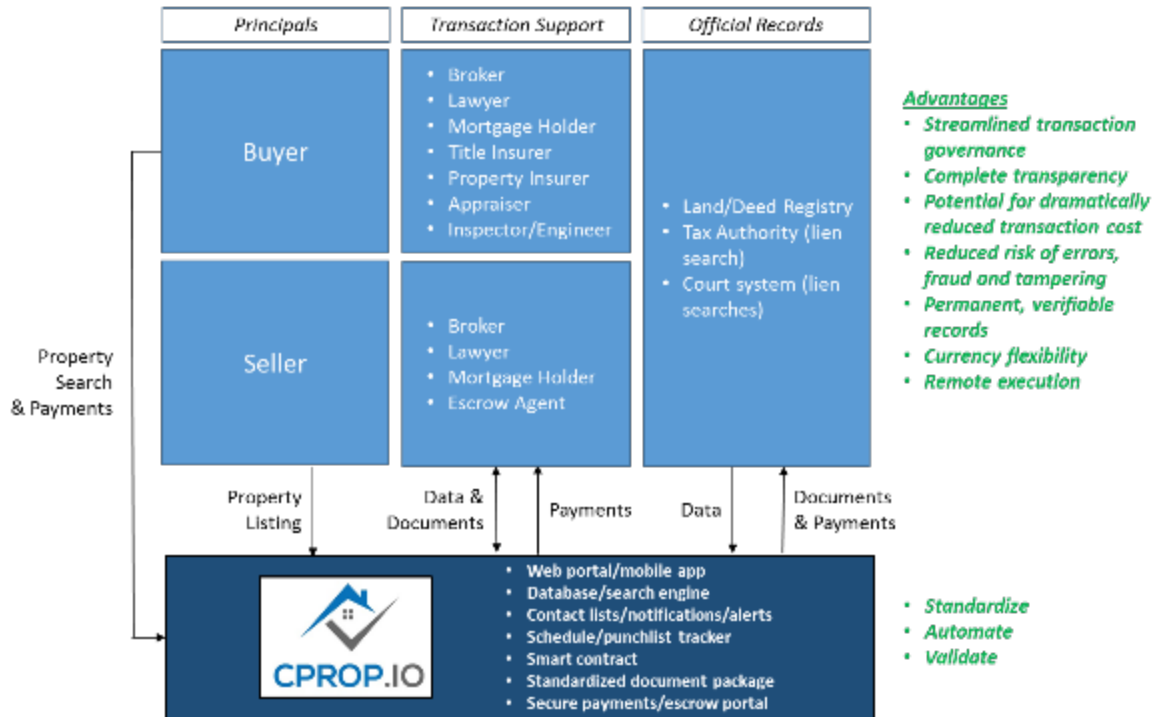 Principals
Transaction Support
Official Records
Buyer
• Broker
• Lawyer
• Mortgage Holder
• Title Insurer
• Property Insurer
• Appraiser
• Inspector/Engineer
Seller
• Broker
• Lawyer
• Mortgage Holder
• Escrow Agent
• Land/Deed Registry
• Tax Authority (lien
search)
• Court system (lien
searches)
Advantages
• Streamlined transaction
governance
• Complete transparency
• Potential for dramatically
reduced transaction cost
• Reduced risk of errors,
fraud and tampering
• Permanent, verifiable
records
• Currency flexibility
• Remote execution
Property
Search
& Payments
Property
Listing
Data &
Documents
Payments
Data
Documents
& Payments
CPROP.IO
• Web portal/mobile app
• Database/search engine
• Contact lists/notifications/alerts
• Schedule/punchlist tracker
• Smart contract
• Standardized document package
• Secure payments/escrow portal
• Standardize
• Automate
• Validate